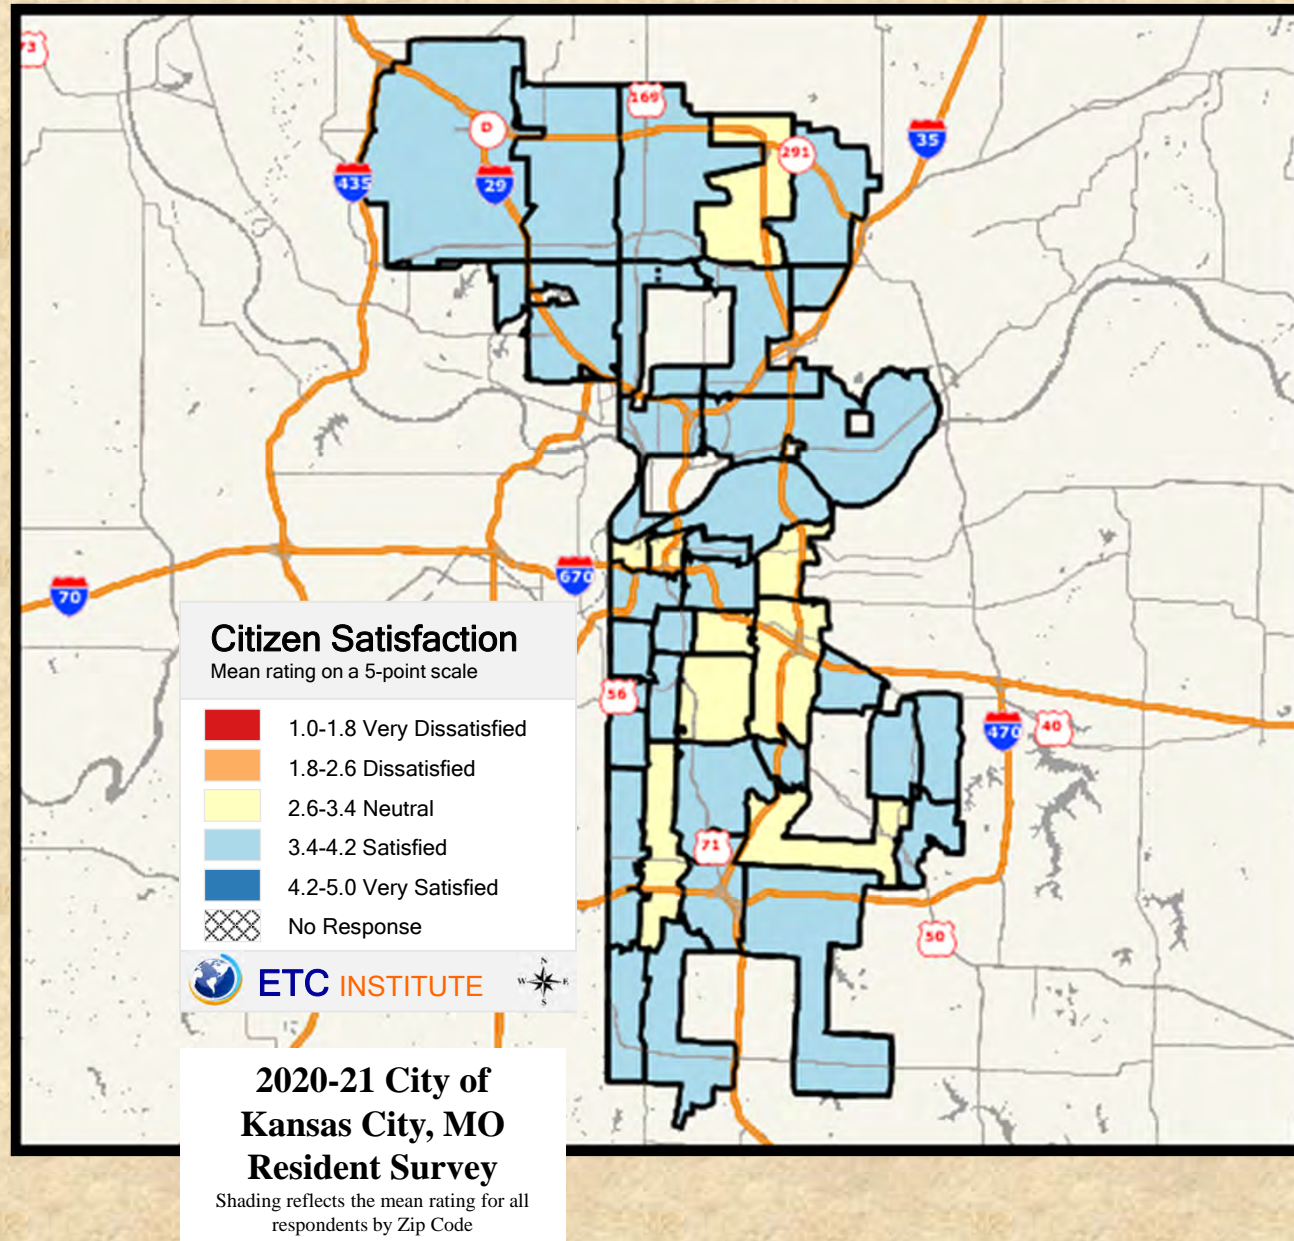 73
169
D
291
35
435
29
670
70
Citizen Satisfaction
Mean rating on a 5-point scale
1.0-1.8 Very Dissatisfied
1.8-2.6 Dissatisfied
2.6-3.4 Neutral
3.4-4.2 Satisfied
4.2-5.0 Very Satisfied
No Response
ETC INSTITUTE
N
W
E
S
56
470
40
71
50
2020-21 City of
Kansas City, MO
Resident Survey
Shading reflects the mean rating for all
respondents by Zip Code